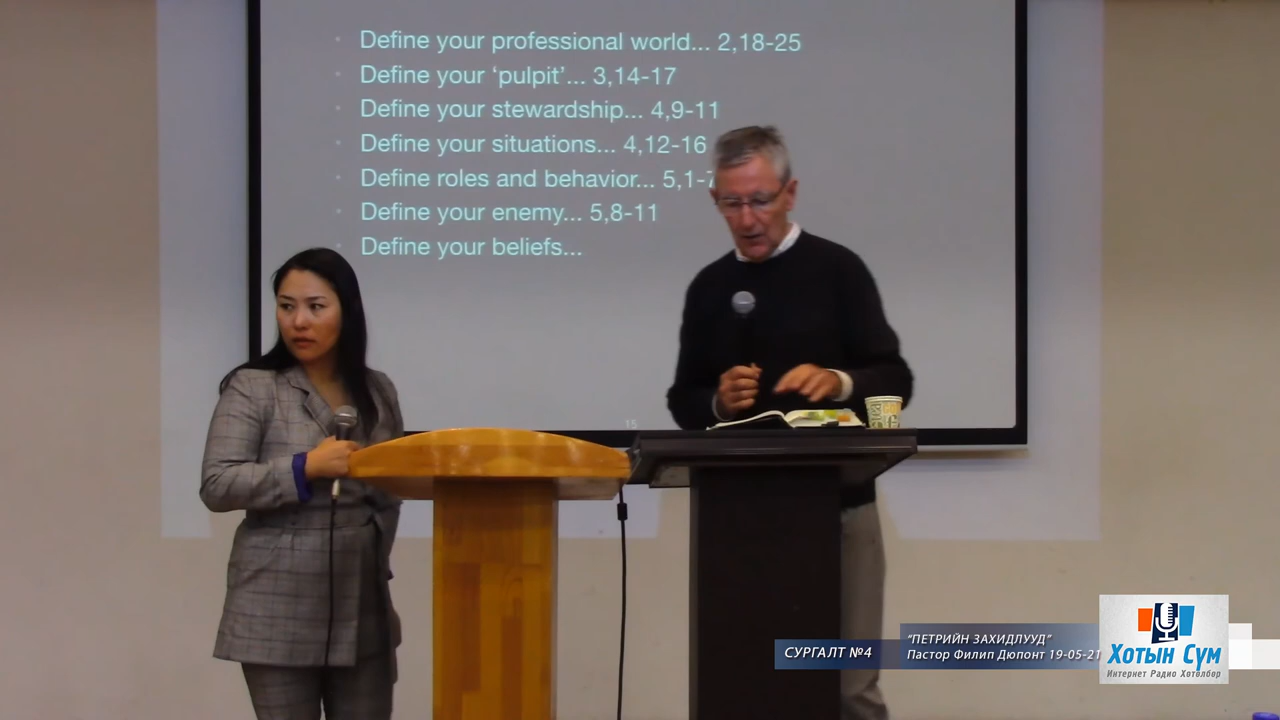 Define your professional world... 2,18-25
Define your ‘pulpit’... 3,14-17
Define your stewardship... 4,9-11
Define your situations... 4,12-16
Define roles and behavior... 5,1-7
Define your enemy... 5,8-11
Define your beliefs...
15
СУРГАЛТ №4
“ПЕТРИЙН ЗАХИДЛУУД”
Пастор Филип Дюпонт 19-05-21
Хотын Сүм
Интернет Радио Хөтөлбөр